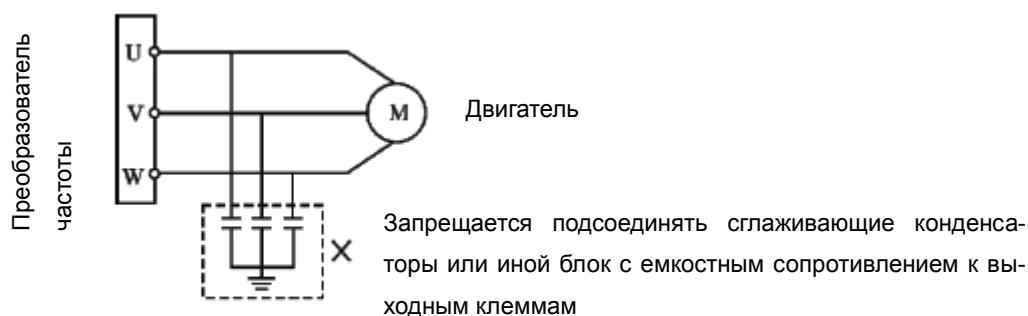 Преобразователь
частоты
U
V
W
M
Двигатель
X
Запрещается подсоединять сглаживающие конденса-
торы или иной блок с емкостным сопротивлением к вы-
ходным клеммам